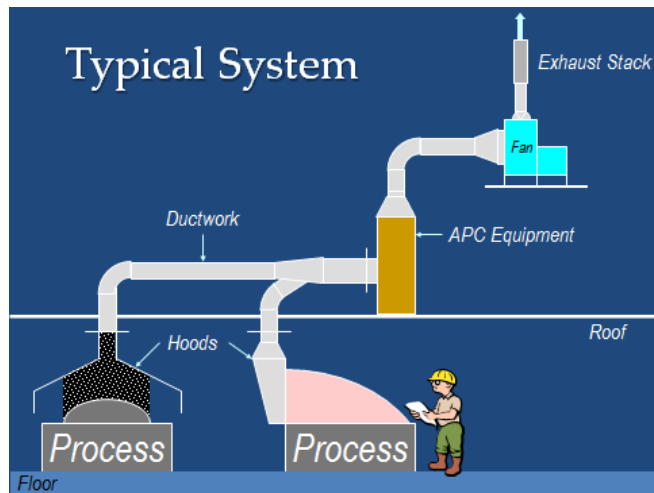 Typical System
Exhaust Stack
Fan
Ductwork
APC Equipment
Roof
Hoods
Process
Process
Floor